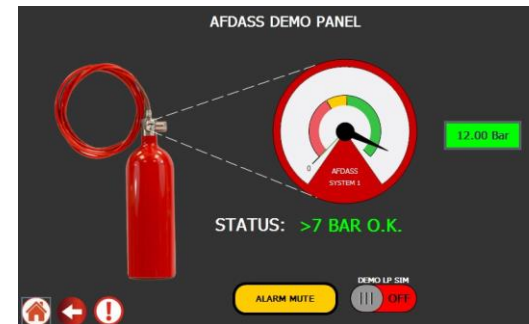 AFDASS DEMO PANEL
12.00 Bar
0
AFDASS
SYSTEM 1
STATUS: >7 BAR O.K.
DEMO LP SIM
ALARM MUTE
OFF